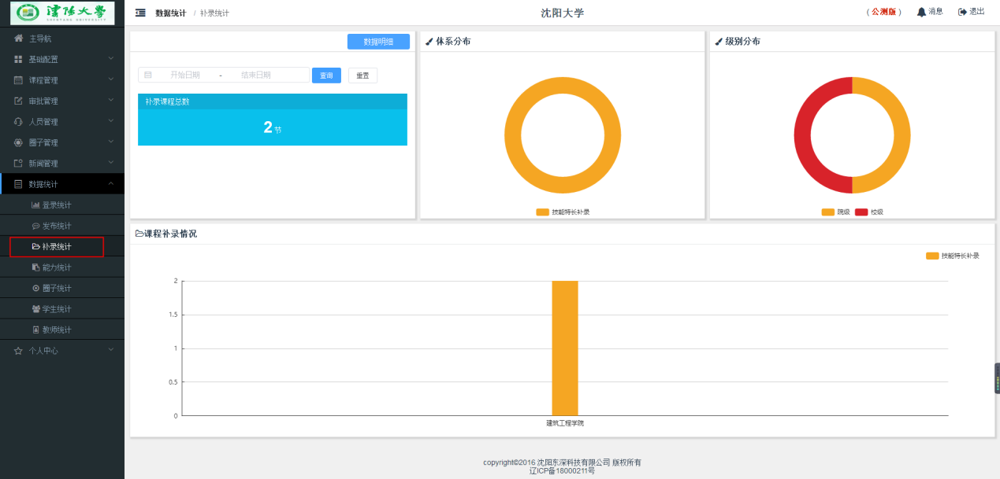 沈阳大学
SHENYANG UNIVERSITY
数据统计 / 补录统计
沈阳大学
(公测版)
消息
退出
主导航
基础配置
课程管理
审批管理
人员管理
圈子管理
新闻管理
数据统计
登录统计
发布统计
补录统计
能力统计
圈子统计
学生统计
教师统计
个人中心
数据明细
开始日期 - 结束日期 查询 重置
补录课程总数
2 节
体系分布
技能特长补录
级别分布
院级 校级
课程补录情况
技能特长补录
2
1.5
1
0.5
0
建筑工程学院
copyright©2016 沈阳东深科技有限公司 版权所有
辽ICP备18000211号